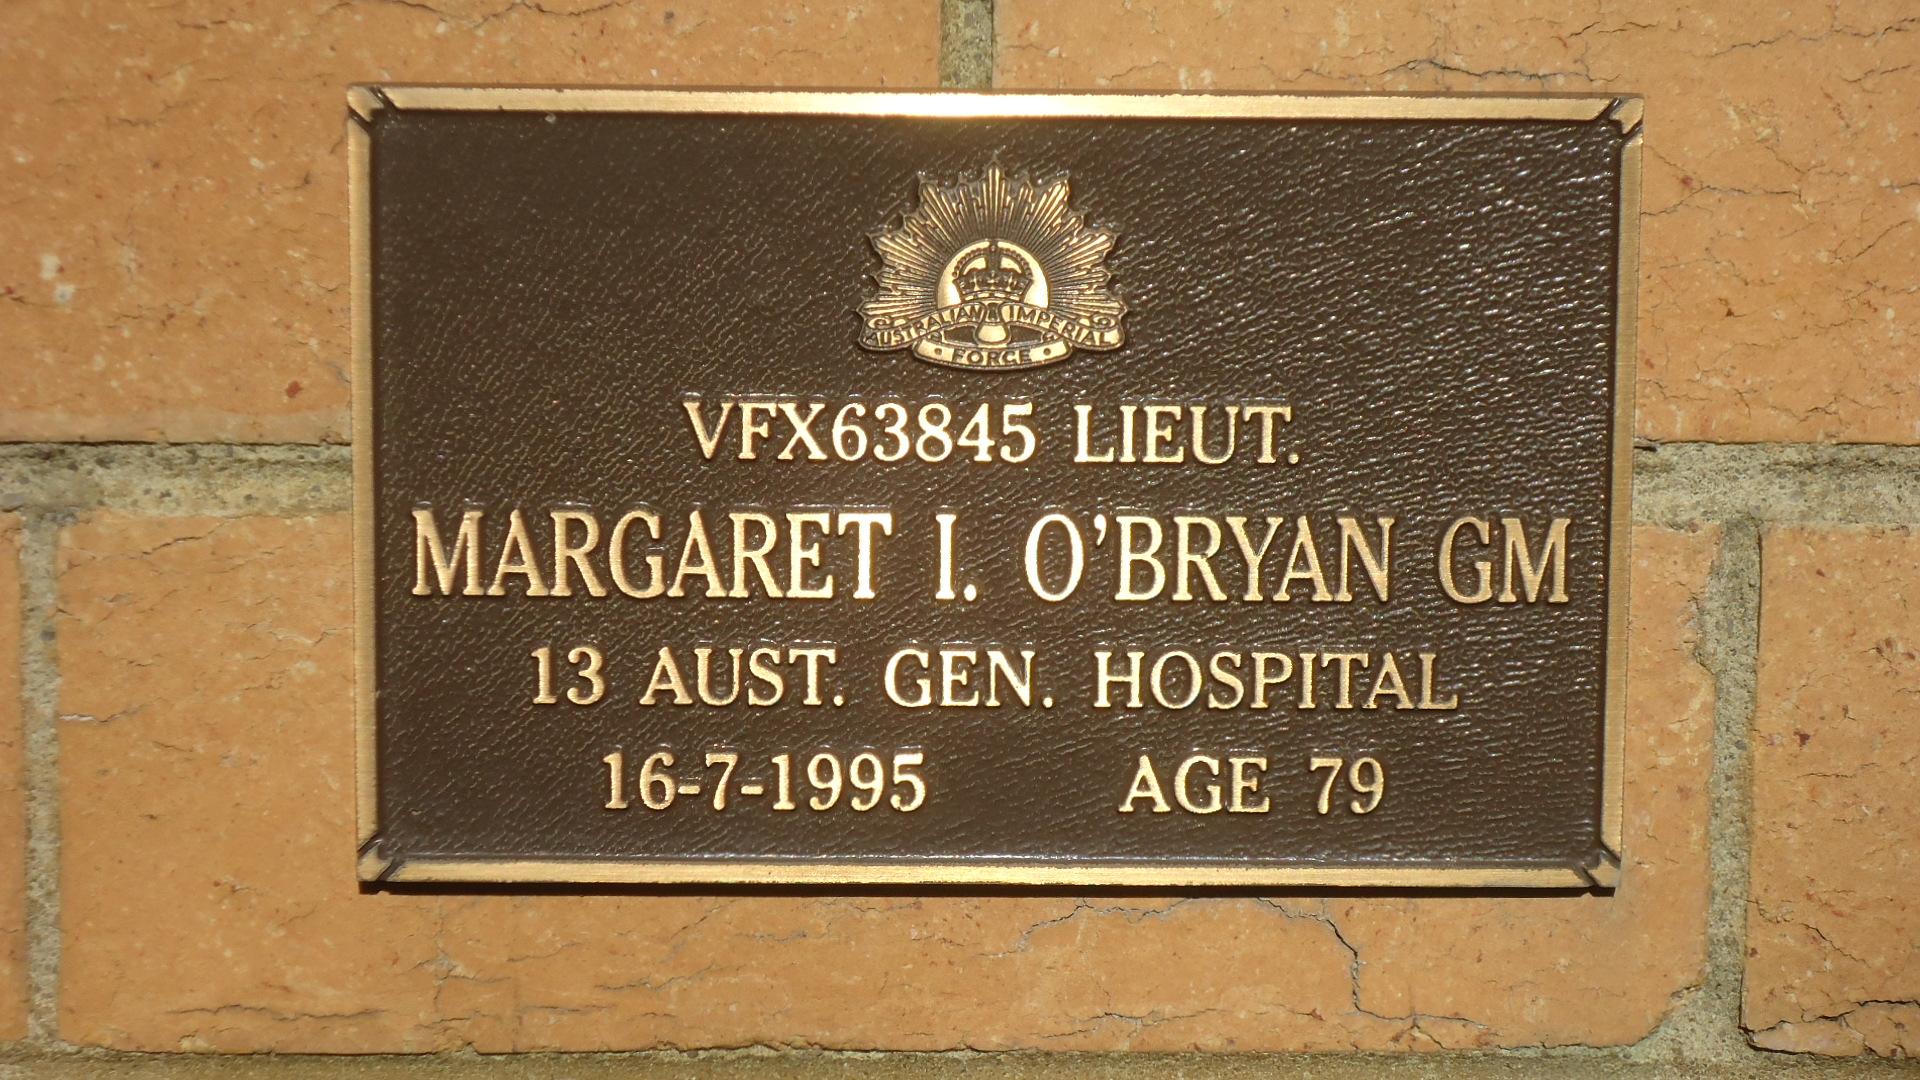 AUSTRALIAN IMPERIAL
FORCE
VFX63845 LIEUT.
MARGARET I. O'BRYAN GM
13 AUST. GEN. HOSPITAL
16-7-1995 AGE 79